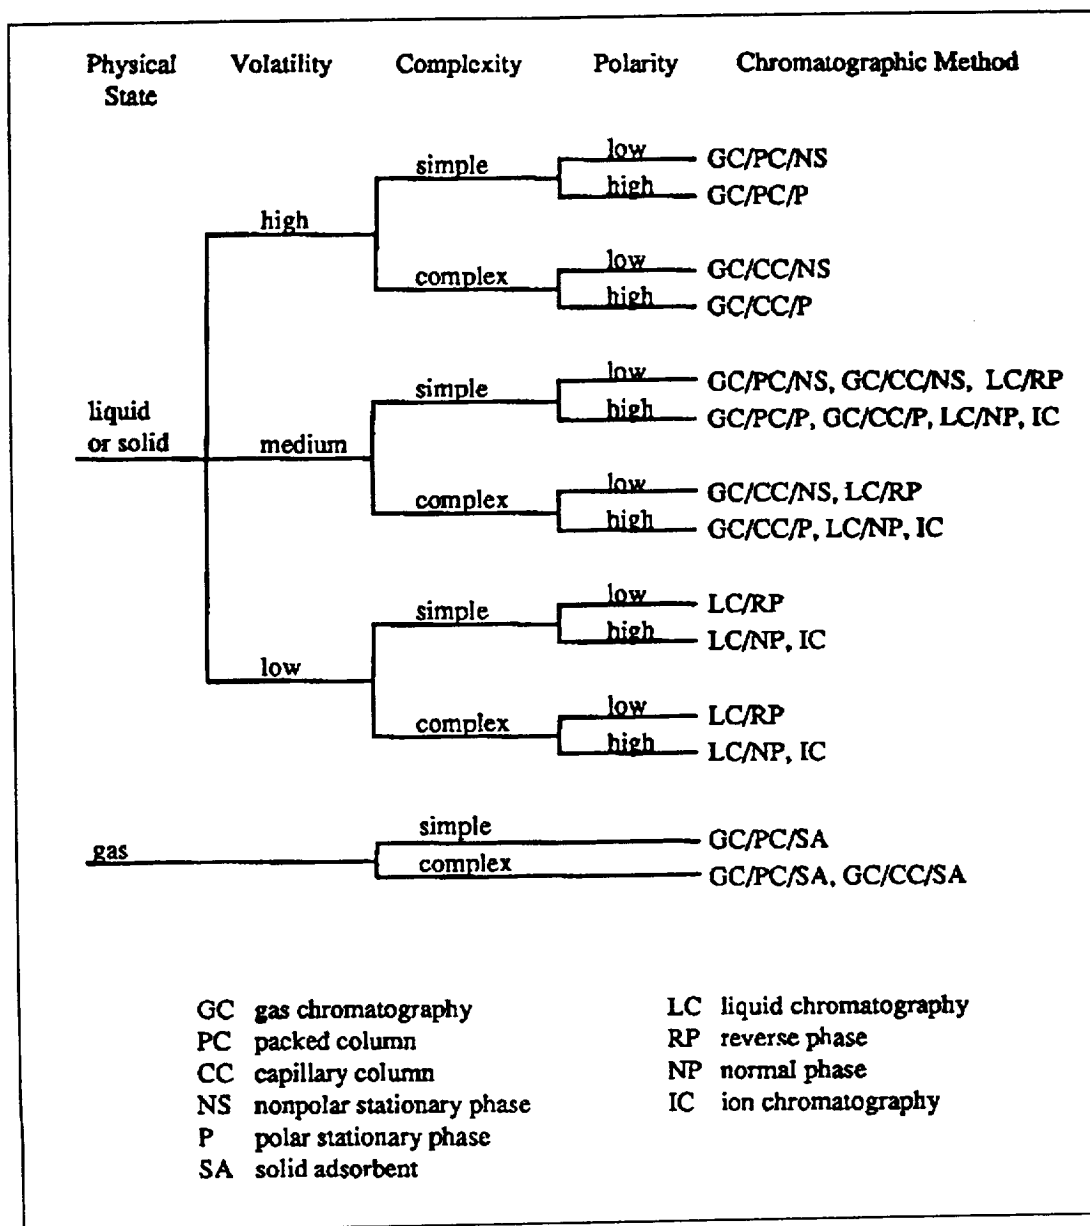 Physical State Volatility Complexity Polarity Chromatographic Method
simple low GC/PC/NS
high GC/PC/P
high
complex low GC/CC/NS
high GC/CC/P
simple low GC/PC/NS, GC/CC/NS, LC/RP
high GC/PC/P, GC/CC/P, LC/NP, IC
liquid
or solid medium
complex low GC/CC/NS, LC/RP
high GC/CC/P, LC/NP, IC
simple low LC/RP
high LC/NP, IC
low
complex low LC/RP
high LC/NP, IC
simple GC/PC/SA
gas
complex GC/PC/SA, GC/CC/SA
GC gas chromatography
PC packed column
CC capillary column
NS nonpolar stationary phase
P polar stationary phase
SA solid adsorbent
LC liquid chromatography
RP reverse phase
NP normal phase
IC ion chromatography